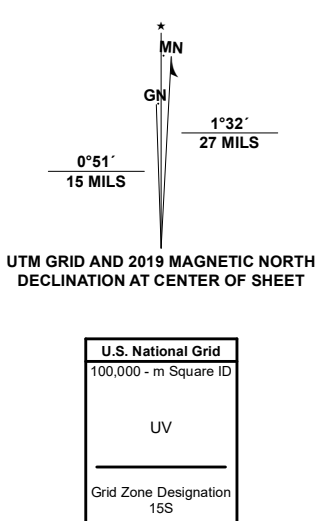 ★
MN
GN
1°32´
27 MILS
0°51´
15 MILS
UTM GRID AND 2019 MAGNETIC NORTH
DECLINATION AT CENTER OF SHEET
U.S. National Grid
100,000 - m Square ID
UV
Grid Zone Designation
15S